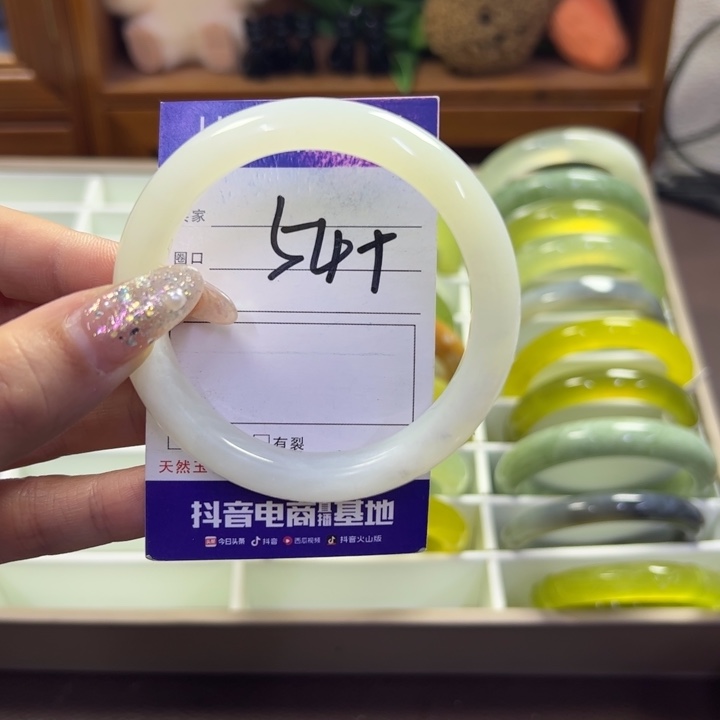 家
圈口 54+
有裂
天然玉
抖音电商直播基地
今日头条 抖音 西瓜视频 抖音火山版